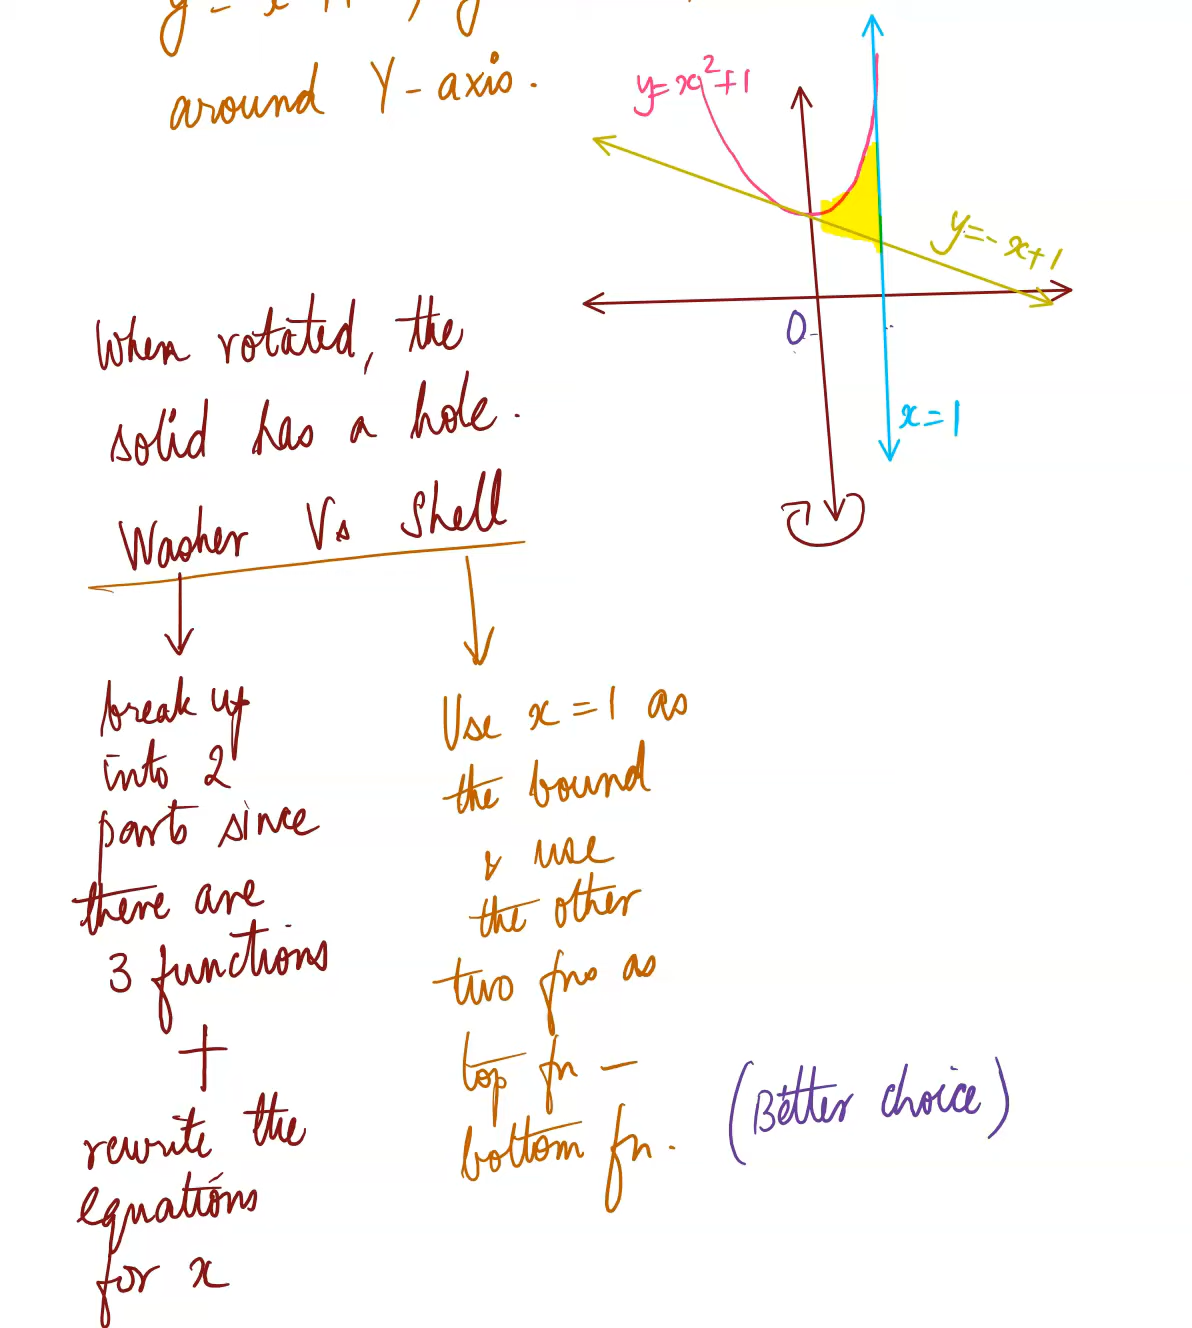 around Y-axis.
y=x²+1
y=-x+1
0
x=1
When rotated, the
solid has a hole.
Washer Vs Shell
break up
into 2
parts since
there are
3 functions
+
rewrite the
equations
for x
Use x=1 as
the bound
& use
the other
two fns as
top fn -
bottom fn.
(Better choice)